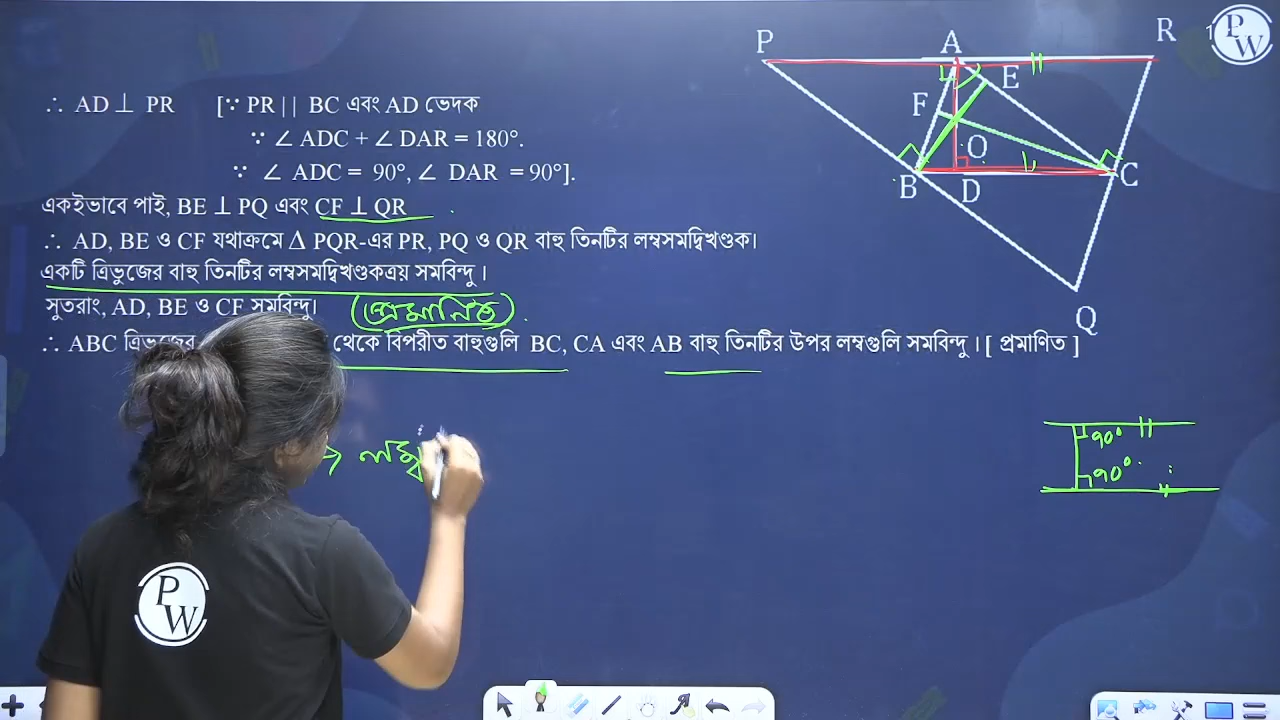 ∴ AD ⊥ PR [∵ PR || BC এবং AD ভেদক
∵ ∠ ADC + ∠ DAR = 180°.
∵ ∠ ADC = 90°, ∠ DAR = 90°].
একইভাবে পাই, BE ⊥ PQ এবং CF ⊥ QR
∴ AD, BE ও CF যথাক্রমে Δ PQR-এর PR, PQ ও QR বাহু তিনটির লম্বসমদ্বিখণ্ডক।
একটি ত্রিভুজের বাহু তিনটির লম্বসমদ্বিখণ্ডকত্রয় সমবিন্দু।
সুতরাং, AD, BE ও CF সমবিন্দু। (প্রমানিত)
∴ ABC ত্রিভুজের থেকে বিপরীত বাহুগুলি BC, CA এবং AB বাহু তিনটির উপর লম্বগুলি সমবিন্দু। [ প্রমাণিত ]
→ লম্ব
P A R
E
F
O
B D C
Q
90°
90°
PW
PW